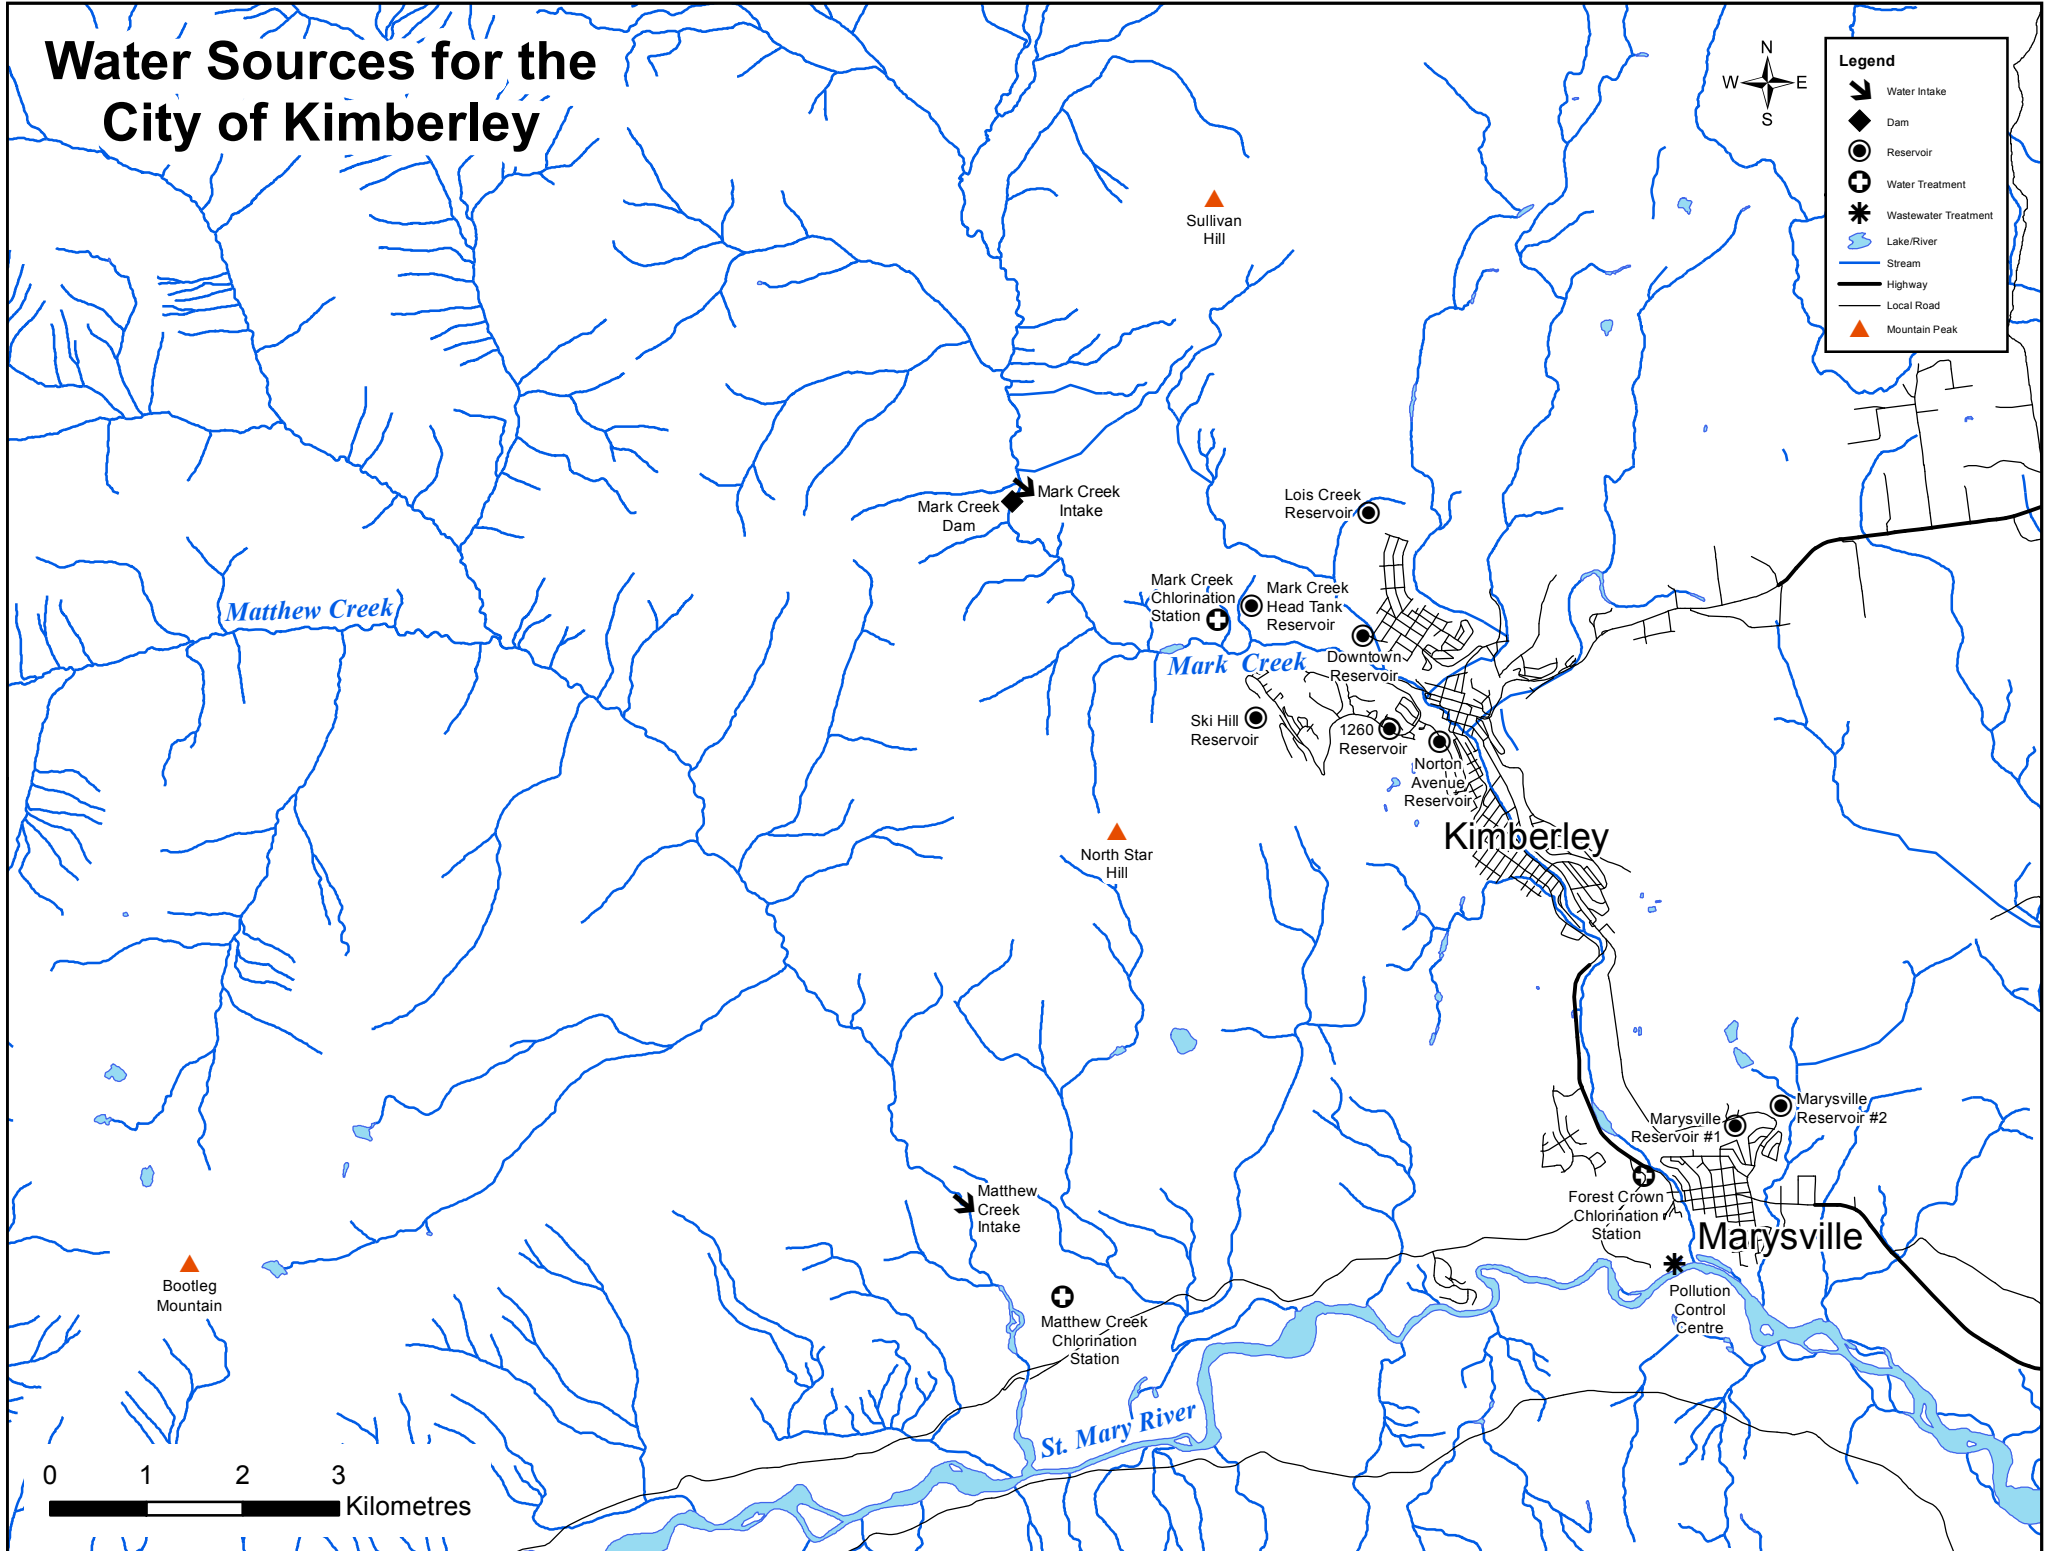 Water Sources for the
City of Kimberley
N
W
E
S
Legend
Water Intake
Dam
Reservoir
Water Treatment
Wastewater Treatment
Lake/River
Stream
Highway
Local Road
Mountain Peak
Sullivan
Hill
Mark Creek
Intake
Mark Creek
Dam
Lois Creek
Reservoir
Mark Creek
Chlorination
Station
Mark Creek
Head Tank
Reservoir
Matthew Creek
Mark Creek
Downtown
Reservoir
Ski Hill
Reservoir
1260
Reservoir
Norton
Avenue
Reservoir
Kimberley
North Star
Hill
Marysville
Reservoir #2
Marysville
Reservoir #1
Matthew
Creek
Intake
Forest Crown
Chlorination
Station
Marysville
Bootleg
Mountain
Pollution
Control
Centre
Matthew Creek
Chlorination
Station
St. Mary River
0 1 2 3
Kilometres